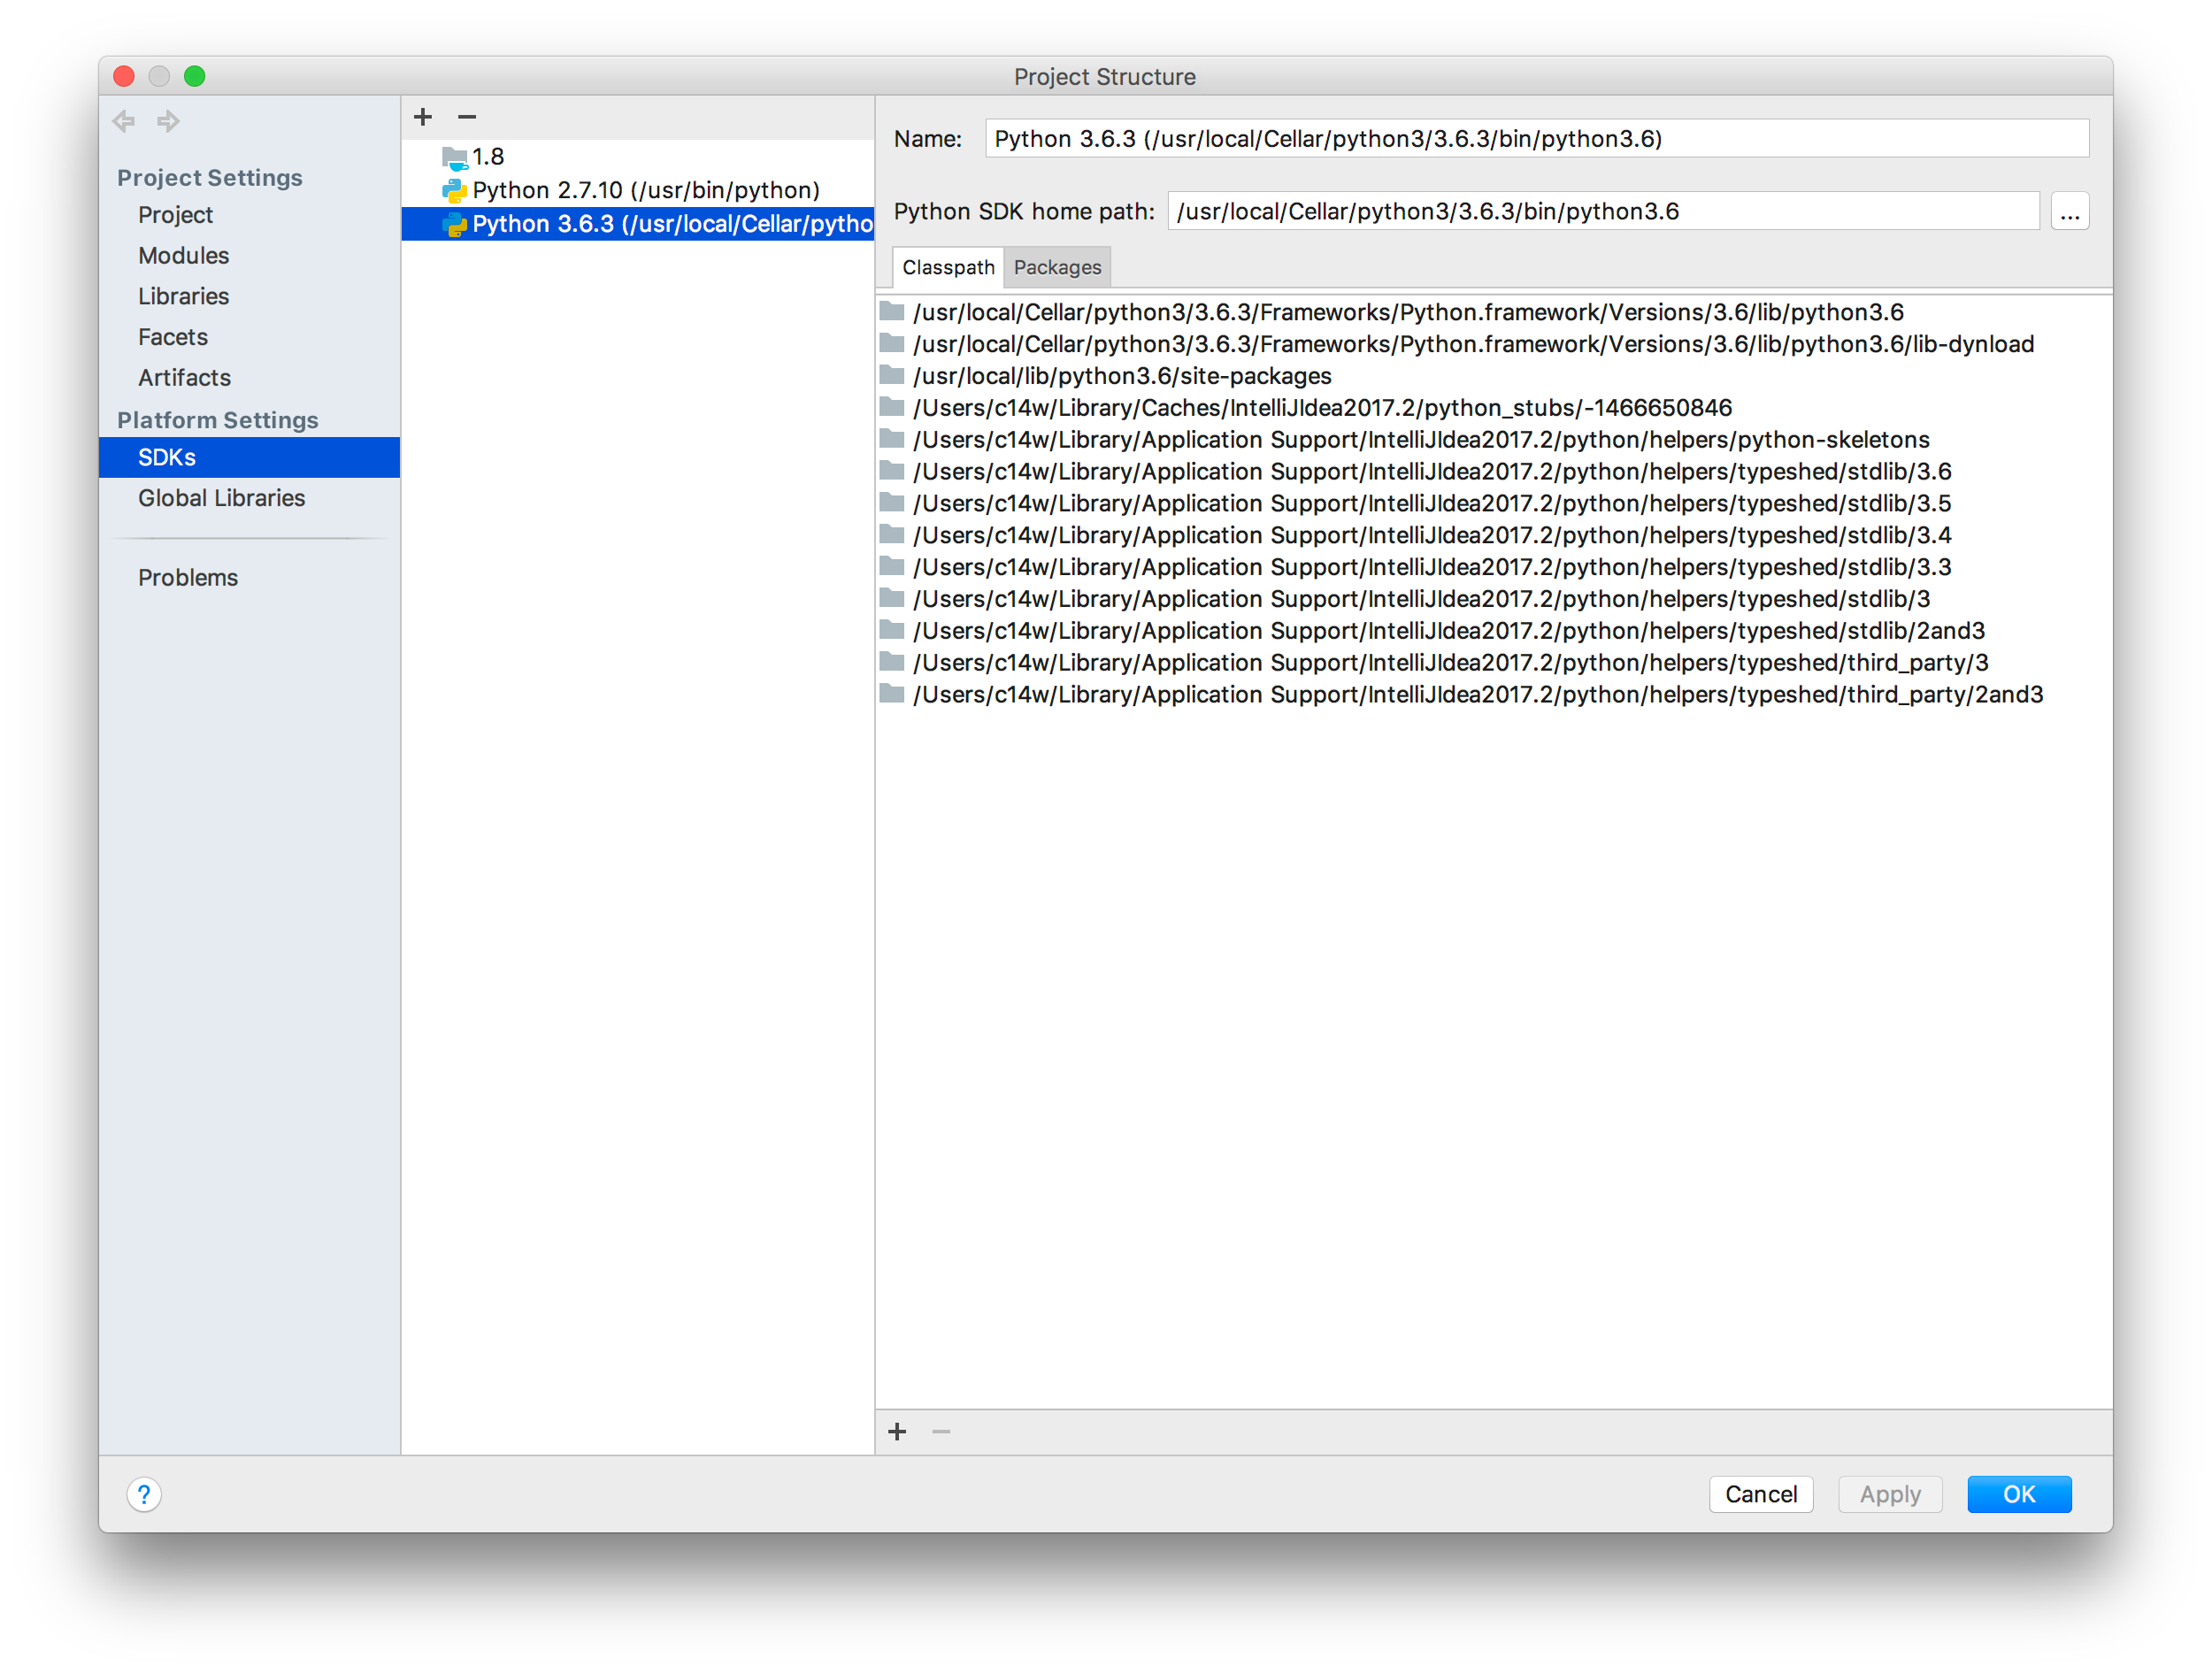 Project Structure
Project Settings
Project
Modules
Libraries
Facets
Artifacts
Platform Settings
SDKs
Global Libraries
Problems
1.8
Python 2.7.10 (/usr/bin/python)
Python 3.6.3 (/usr/local/Cellar/pytho
Name: Python 3.6.3 (/usr/local/Cellar/python3/3.6.3/bin/python3.6)
Python SDK home path: /usr/local/Cellar/python3/3.6.3/bin/python3.6 ...
Classpath Packages
/usr/local/Cellar/python3/3.6.3/Frameworks/Python.framework/Versions/3.6/lib/python3.6
/usr/local/Cellar/python3/3.6.3/Frameworks/Python.framework/Versions/3.6/lib/python3.6/lib-dynload
/usr/local/lib/python3.6/site-packages
/Users/c14w/Library/Caches/IntelliJIdea2017.2/python_stubs/-1466650846
/Users/c14w/Library/Application Support/IntelliJIdea2017.2/python/helpers/python-skeletons
/Users/c14w/Library/Application Support/IntelliJIdea2017.2/python/helpers/typeshed/stdlib/3.6
/Users/c14w/Library/Application Support/IntelliJIdea2017.2/python/helpers/typeshed/stdlib/3.5
/Users/c14w/Library/Application Support/IntelliJIdea2017.2/python/helpers/typeshed/stdlib/3.4
/Users/c14w/Library/Application Support/IntelliJIdea2017.2/python/helpers/typeshed/stdlib/3.3
/Users/c14w/Library/Application Support/IntelliJIdea2017.2/python/helpers/typeshed/stdlib/3
/Users/c14w/Library/Application Support/IntelliJIdea2017.2/python/helpers/typeshed/stdlib/2and3
/Users/c14w/Library/Application Support/IntelliJIdea2017.2/python/helpers/typeshed/third_party/3
/Users/c14w/Library/Application Support/IntelliJIdea2017.2/python/helpers/typeshed/third_party/2and3
? Cancel Apply OK